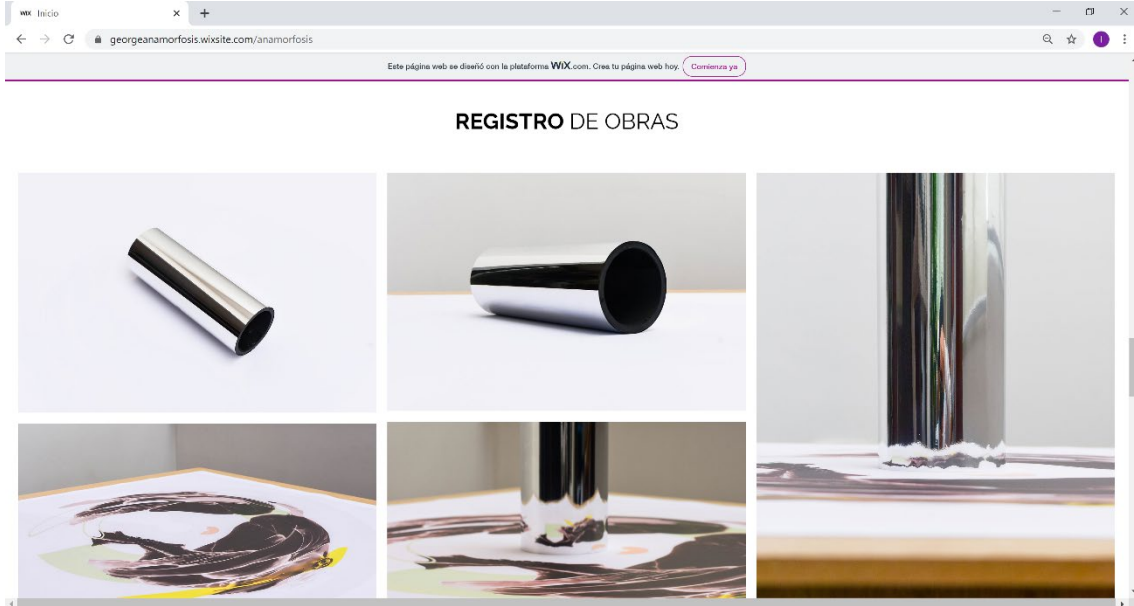 WIX Inicio
georgeanamorfosis.wixsite.com/anamorfosis
I
Este página web se diseñó con la plataforma WiX.com. Crea tu página web hoy. Comienza ya
REGISTRO DE OBRAS